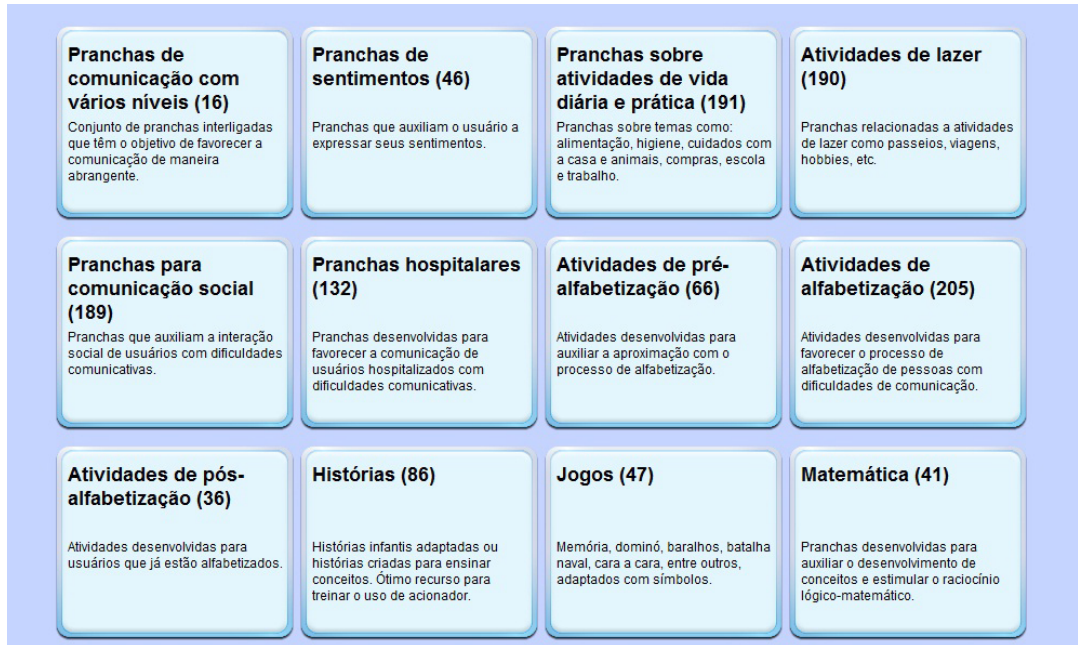 Pranchas de
comunicação com
vários níveis (16)
Conjunto de pranchas interligadas
que têm o objetivo de favorecer a
comunicação de maneira
abrangente.
Pranchas de
sentimentos (46)
Pranchas que auxiliam o usuário a
expressar seus sentimentos.
Pranchas sobre
atividades de vida
diária e prática (191)
Pranchas sobre temas como:
alimentação, higiene, cuidados com
a casa e animais, compras, escola
e trabalho.
Atividades de lazer
(190)
Pranchas relacionadas a atividades
de lazer como passeios, viagens,
hobbies, etc.
Pranchas para
comunicação social
(189)
Pranchas que auxiliam a interação
social de usuários com dificuldades
comunicativas.
Pranchas hospitalares
(132)
Pranchas desenvolvidas para
favorecer a comunicação de
usuários hospitalizados com
dificuldades comunicativas.
Atividades de pré-
alfabetização (66)
Atividades desenvolvidas para
auxiliar a aproximação com o
processo de alfabetização.
Atividades de
alfabetização (205)
Atividades desenvolvidas para
favorecer o processo de
alfabetização de pessoas com
dificuldades de comunicação.
Atividades de pós-
alfabetização (36)
Atividades desenvolvidas para
usuários que já estão alfabetizados.
Histórias (86)
Histórias infantis adaptadas ou
histórias criadas para ensinar
conceitos. Ótimo recurso para
treinar o uso de acionador.
Jogos (47)
Memória, dominó, baralhos, batalha
naval, cara a cara, entre outros,
adaptados com símbolos.
Matemática (41)
Pranchas desenvolvidas para
auxiliar o desenvolvimento de
conceitos e estimular o raciocínio
lógico-matemático.